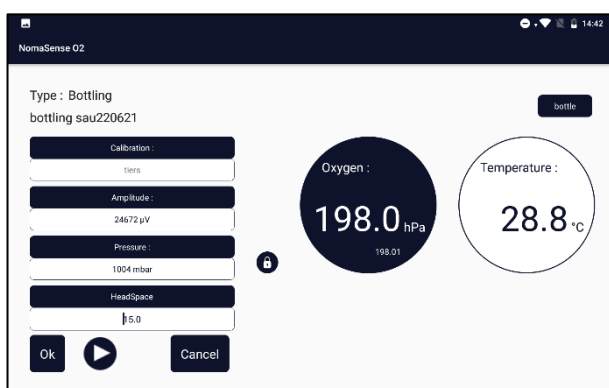 14:42
NomaSense O2
Type : Bottling
bottling sau220621
bottle
Calibration :
tiers
Amplitude :
24672 µV
Pressure :
1004 mbar
HeadSpace
15.0
Ok
Cancel
Oxygen :
198.0 hPa
198.01
Temperature :
28.8 °C